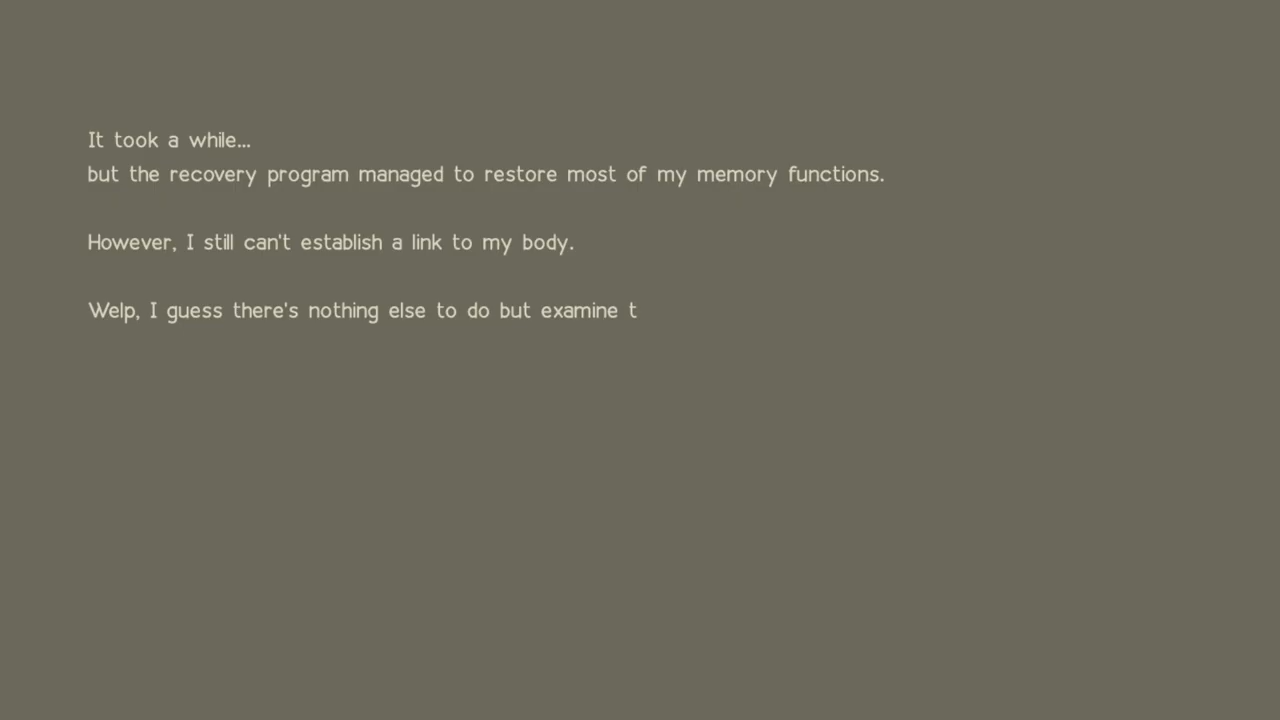 It took a while...
but the recovery program managed to restore most of my memory functions.
However, I still can't establish a link to my body.
Welp, I guess there's nothing else to do but examine t